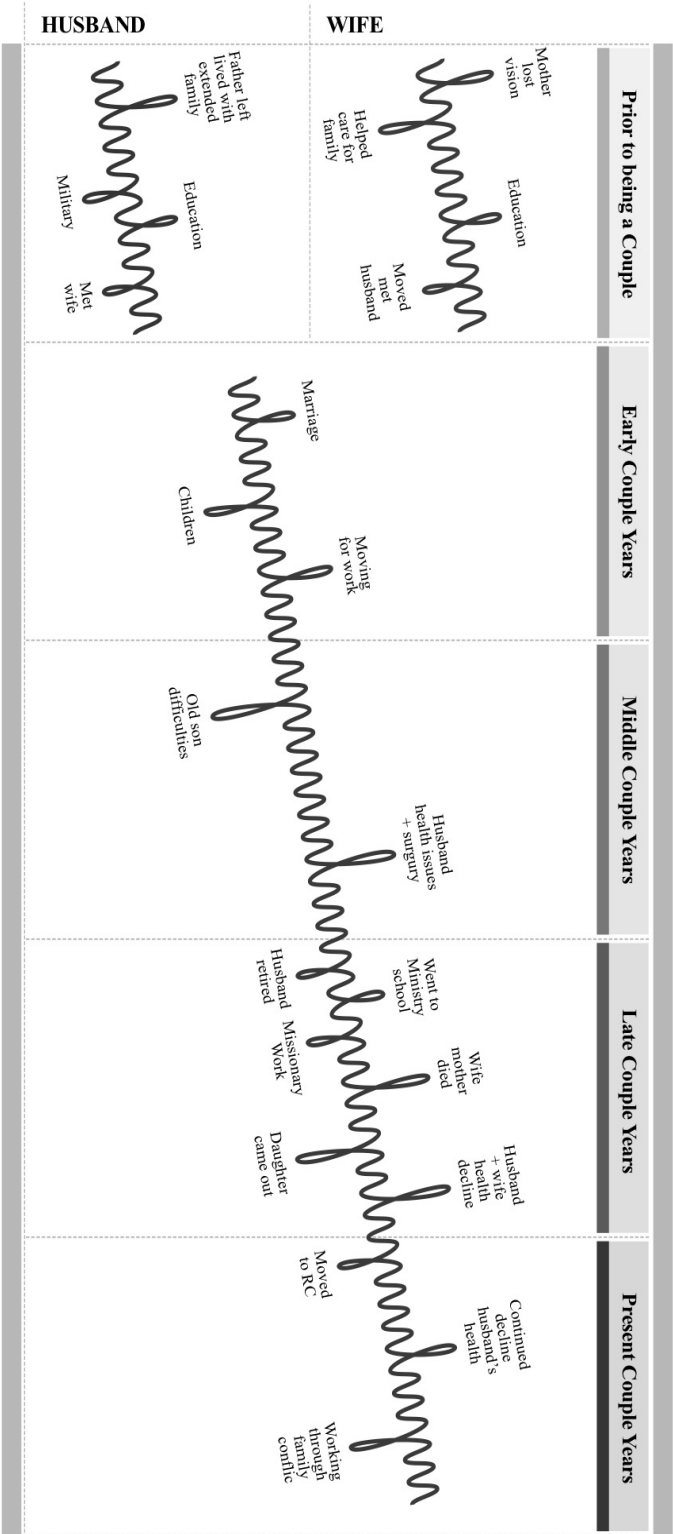 HUSBAND
WIFE
Prior to being a Couple
Mother
lost
vision
Helped
care for
family
Education
Moved
met
husband
Father left
lived with
extended
family
Military
Education
Met
wife
Early Couple Years
Marriage
Children
Moving
for work
Middle Couple Years
Old son
difficulties
Husband
health issues
+ surgury
Late Couple Years
Husband
retired
Went to
Ministry
school
Missionary
Work
Wife
mother
died
Daughter
came out
Husband
+ wife
health
decline
Present Couple Years
Moved
to RC
Continued
decline
husband's
health
Working
through
family
conflic